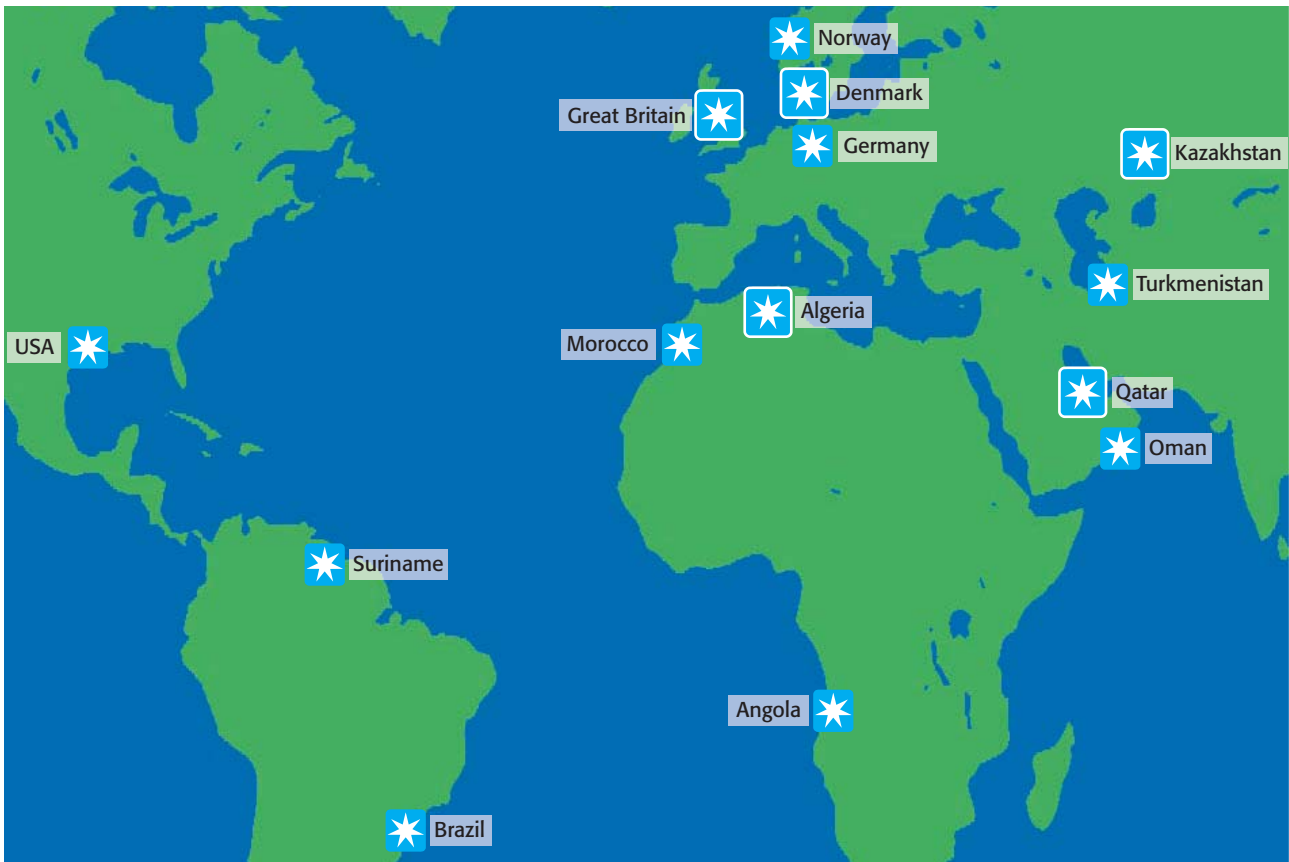 Norway
Denmark
Great Britain
Germany
Kazakhstan
Turkmenistan
Algeria
USA
Morocco
Qatar
Oman
Suriname
Angola
Brazil